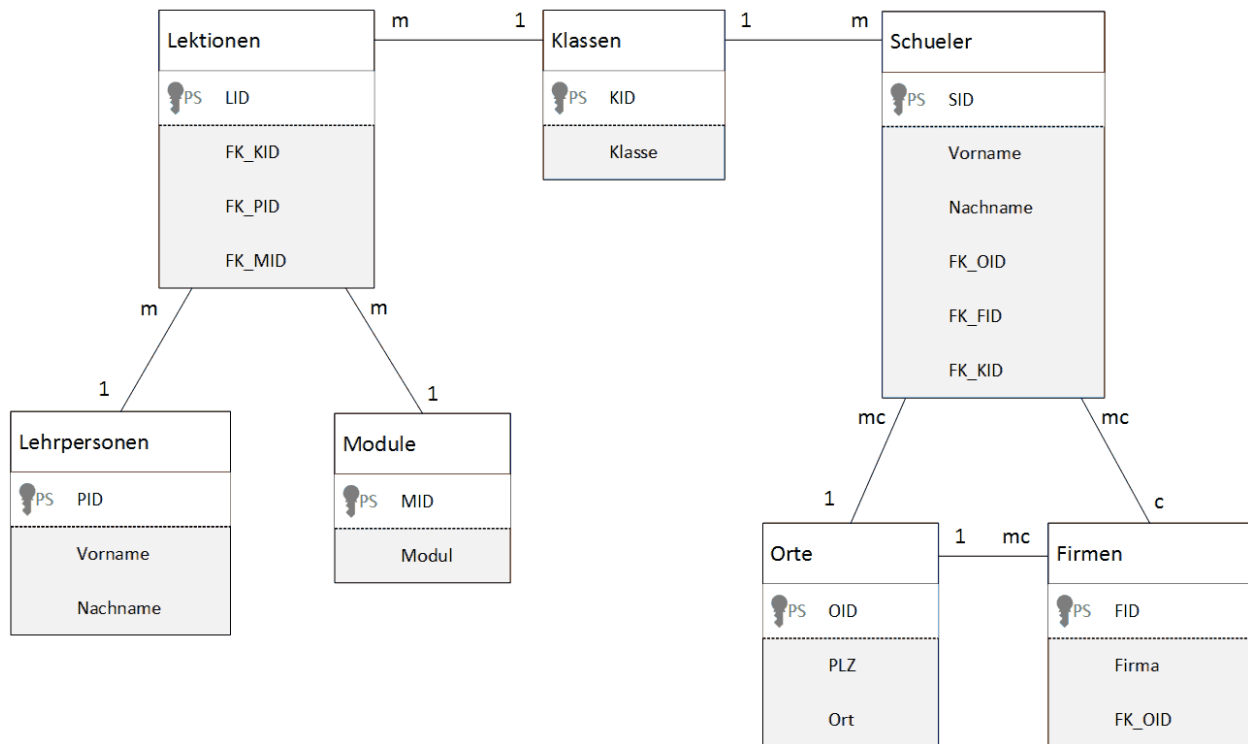 m 1 1 m
Lektionen Klassen Schueler
PS LID
PS KID
PS SID
FK_KID
Klasse
Vorname
FK_PID
Nachname
FK_MID
FK_OID
FK_FID
FK_KID
m m
1 1
mc mc
Lehrpersonen
Module
PS PID
PS MID
1 c
Vorname
Modul
Nachname
Orte 1 mc Firmen
PS OID
PS FID
PLZ
Firma
Ort
FK_OID